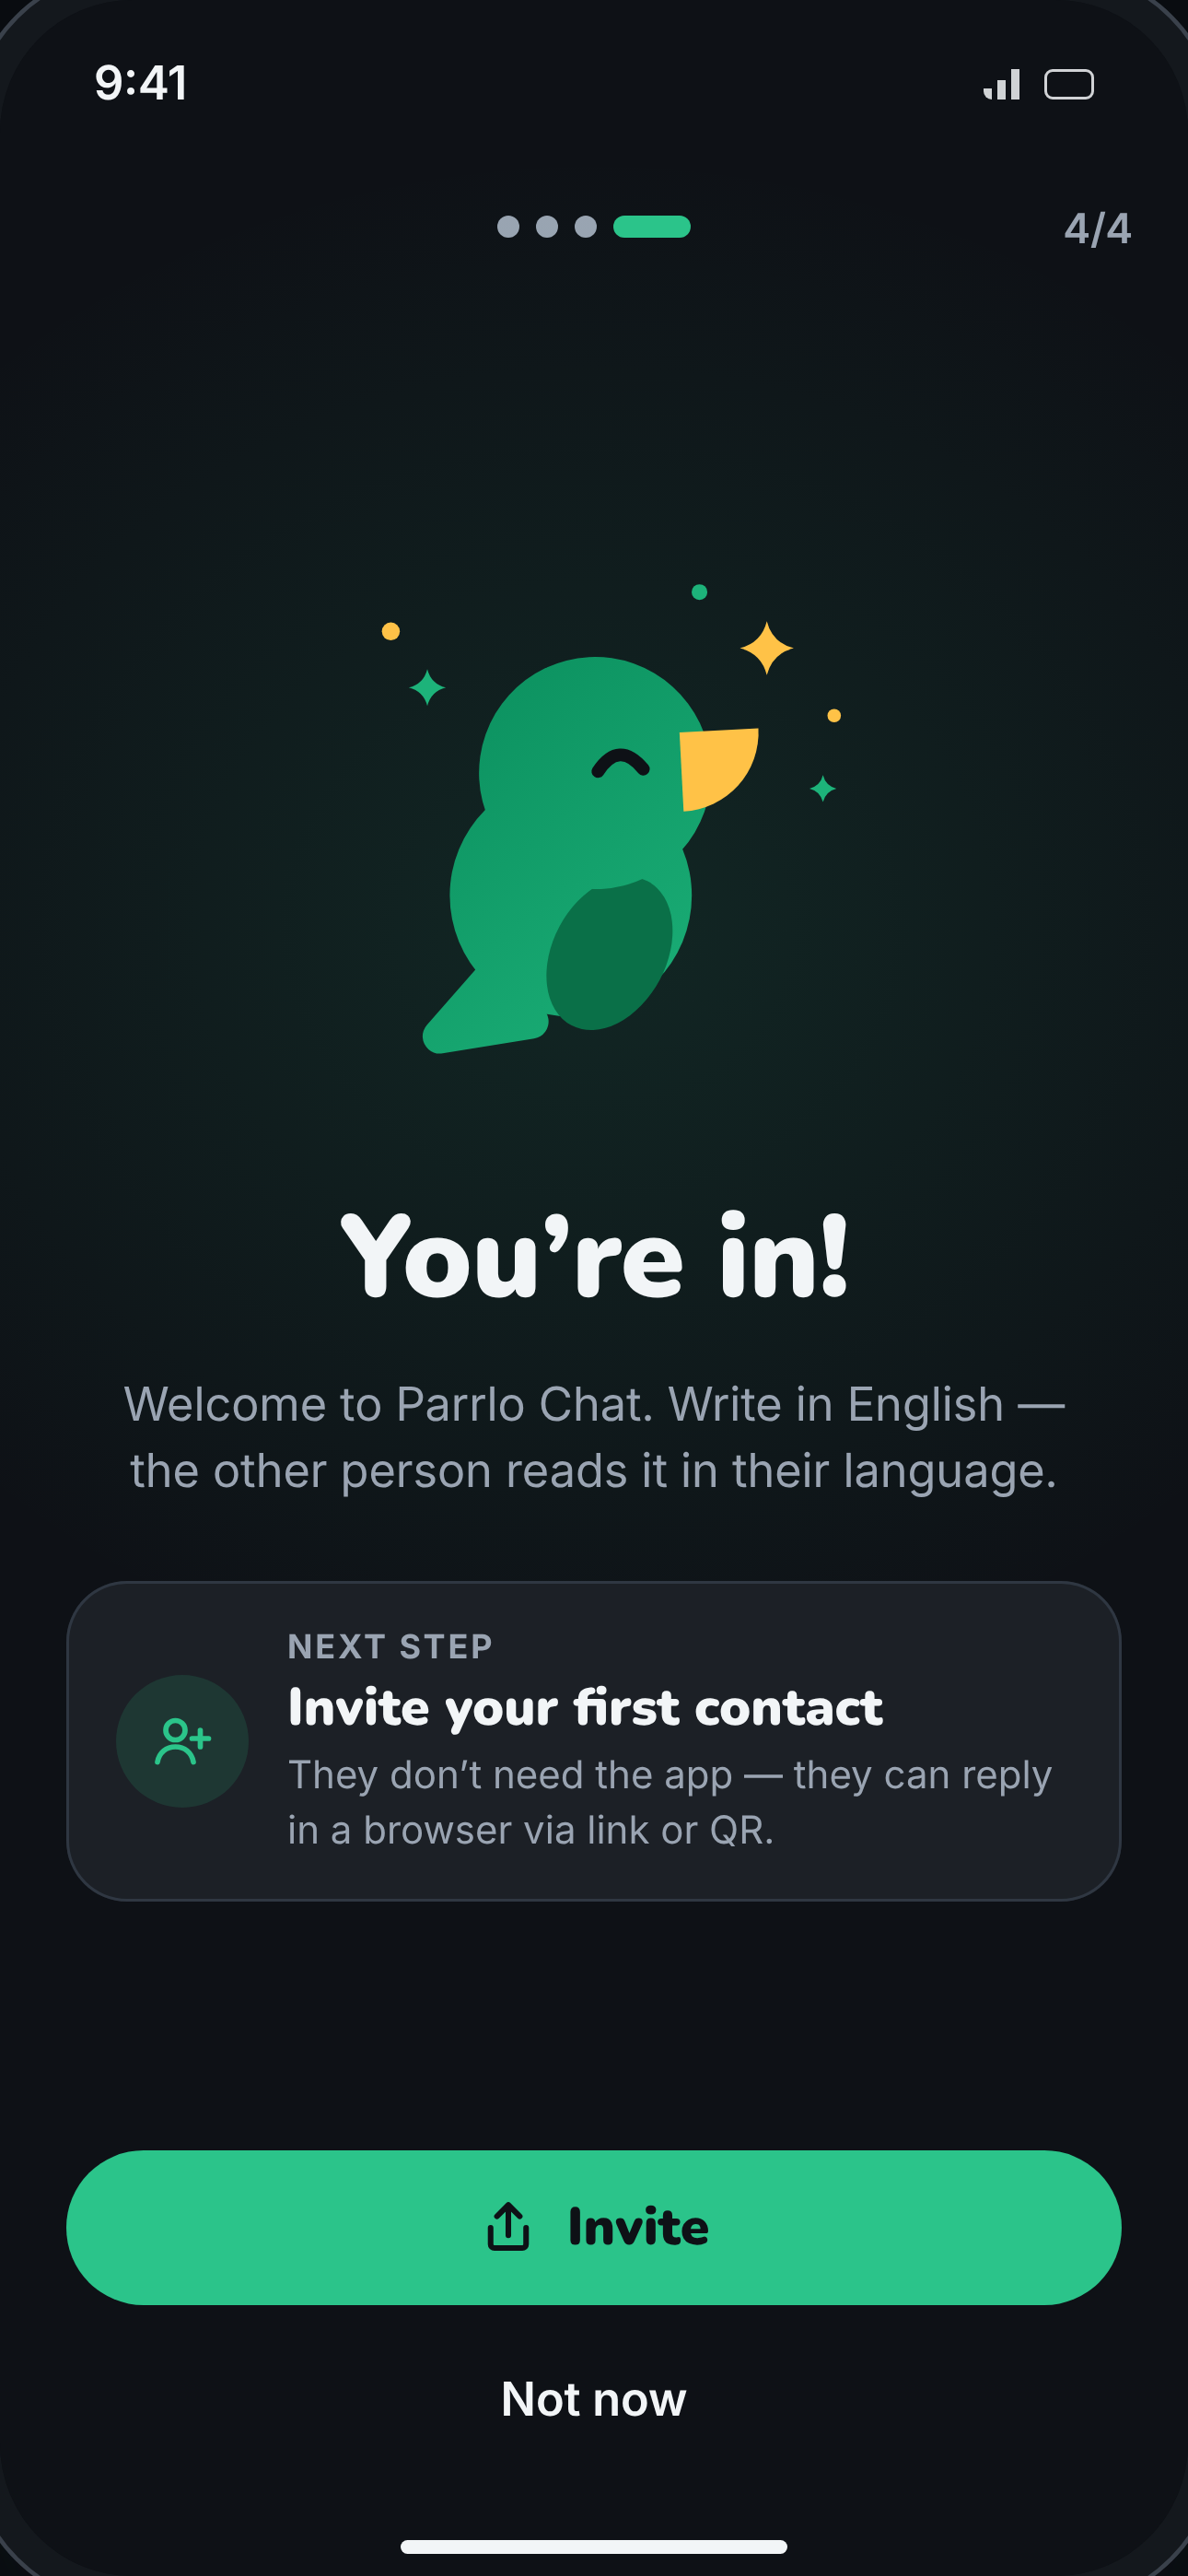 9:41
4/4
You’re in!
Welcome to Parrlo Chat. Write in English —
the other person reads it in their language.
NEXT STEP
Invite your first contact
They don’t need the app — they can reply
in a browser via link or QR.
Invite
Not now